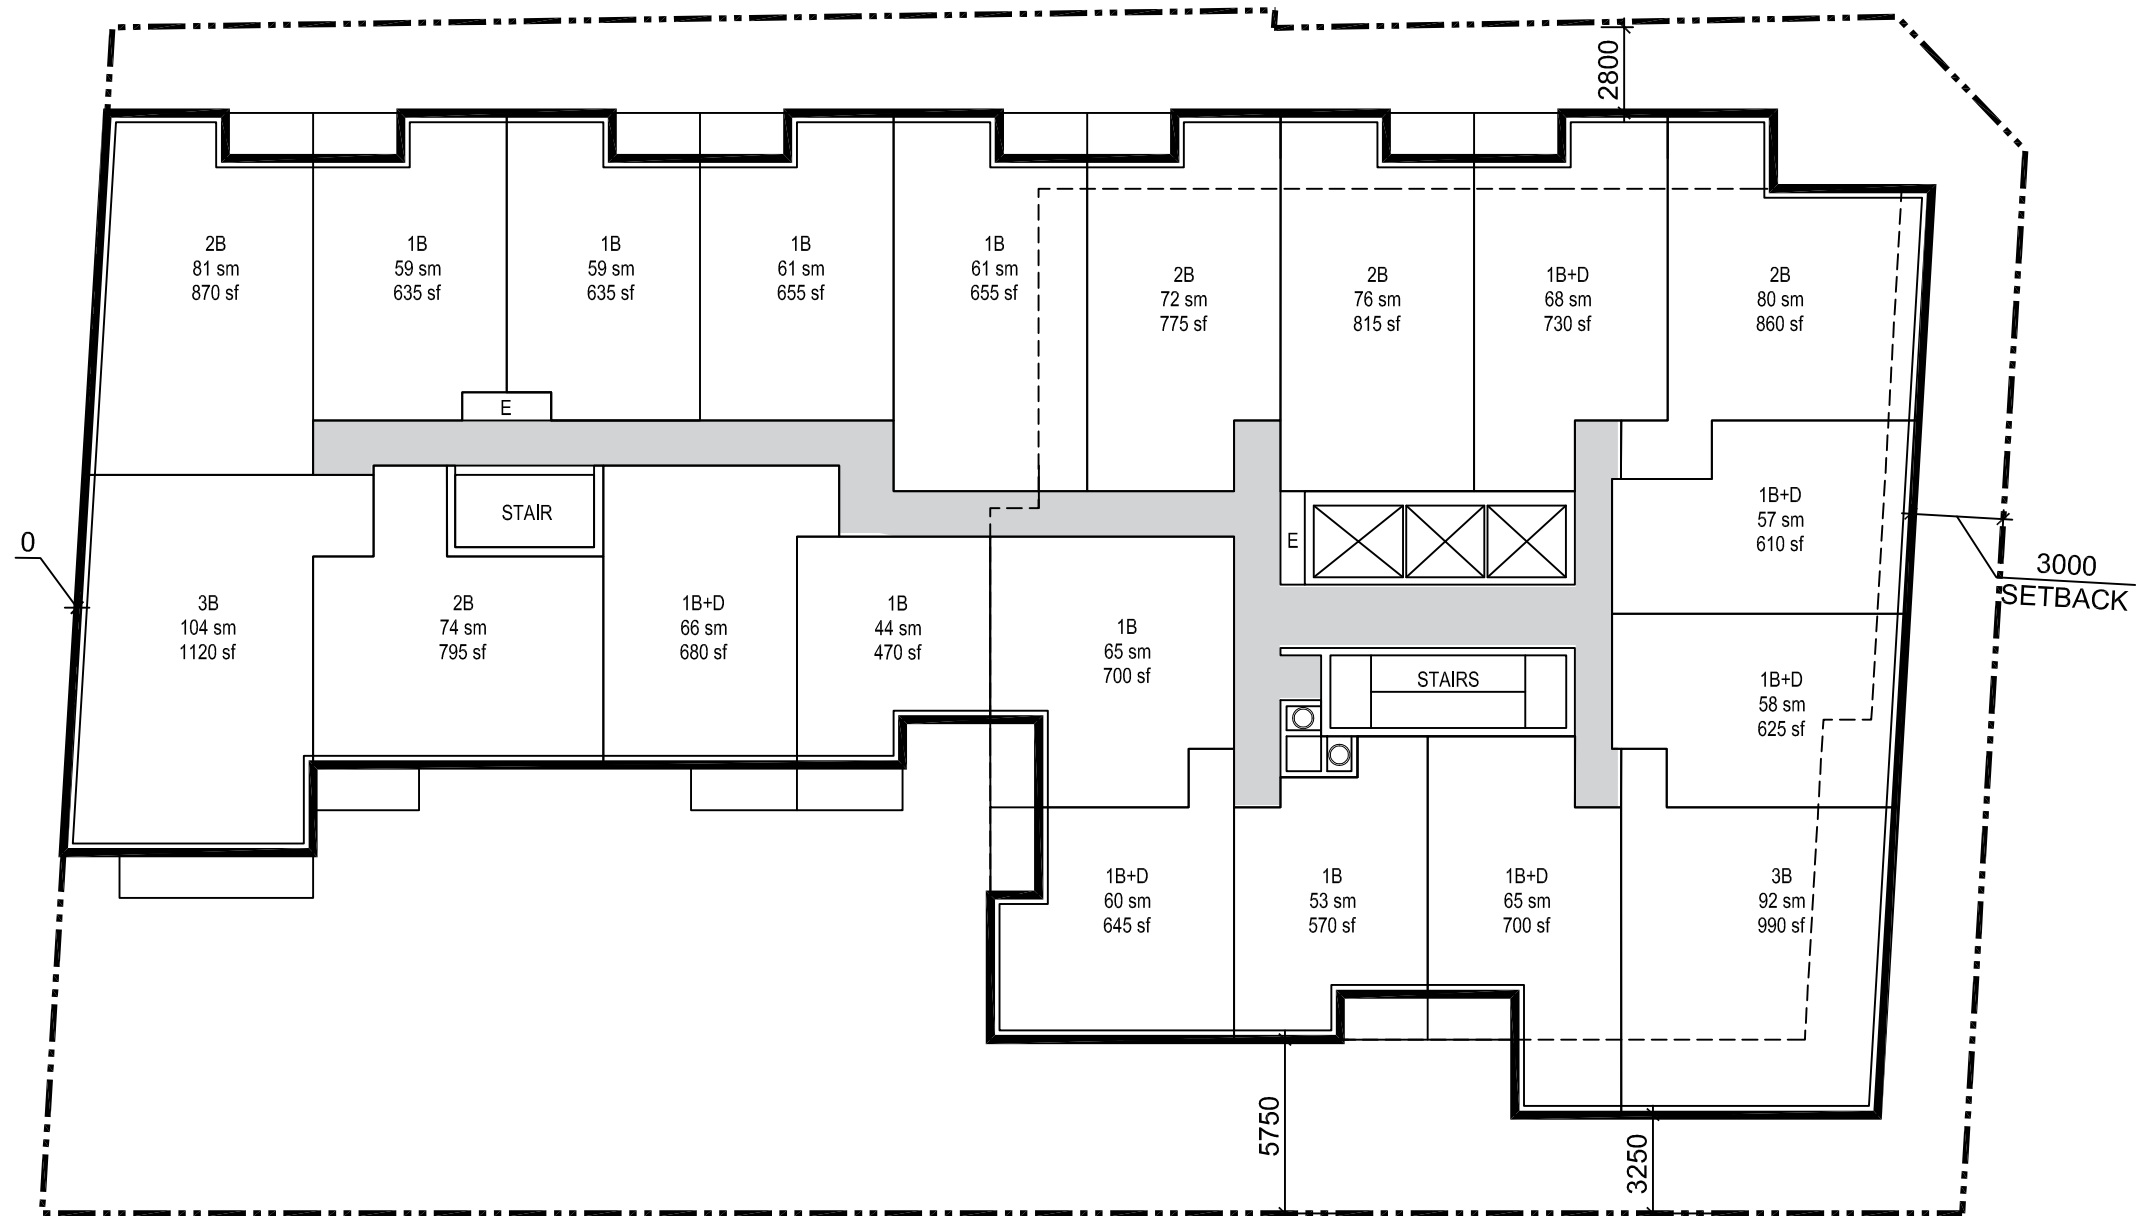 2800
2B
81 sm
870 sf
1B
59 sm
635 sf
1B
59 sm
635 sf
1B
61 sm
655 sf
1B
61 sm
655 sf
2B
72 sm
775 sf
2B
76 sm
815 sf
1B+D
68 sm
730 sf
2B
80 sm
860 sf
E
STAIR
E
1B+D
57 sm
610 sf
0
3000
SETBACK
3B
104 sm
1120 sf
2B
74 sm
795 sf
1B+D
66 sm
680 sf
1B
44 sm
470 sf
1B
65 sm
700 sf
STAIRS
1B+D
58 sm
625 sf
1B+D
60 sm
645 sf
1B
53 sm
570 sf
1B+D
65 sm
700 sf
3B
92 sm
990 sf
5750
3250